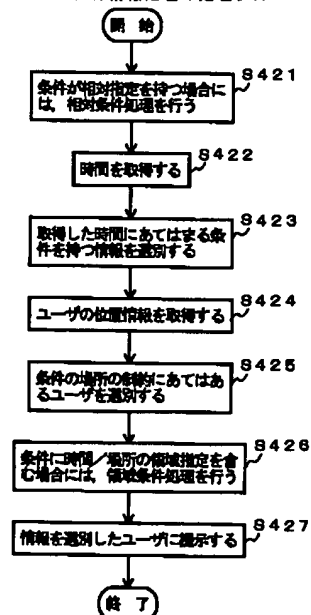 開 始
S421
条件が相対指定を持つ場合に
は，相対条件処理を行う
S422
時間を取得する
S423
取得した時間にあてはまる条
件を持つ情報を選別する
S424
ユーザの位置情報を取得する
S425
条件の場所の制約にあてはま
るユーザを選別する
S426
条件に時間／場所の領域指定を含
む場合には，領域条件処理を行う
S427
情報を選別したユーザに提示する
終 了